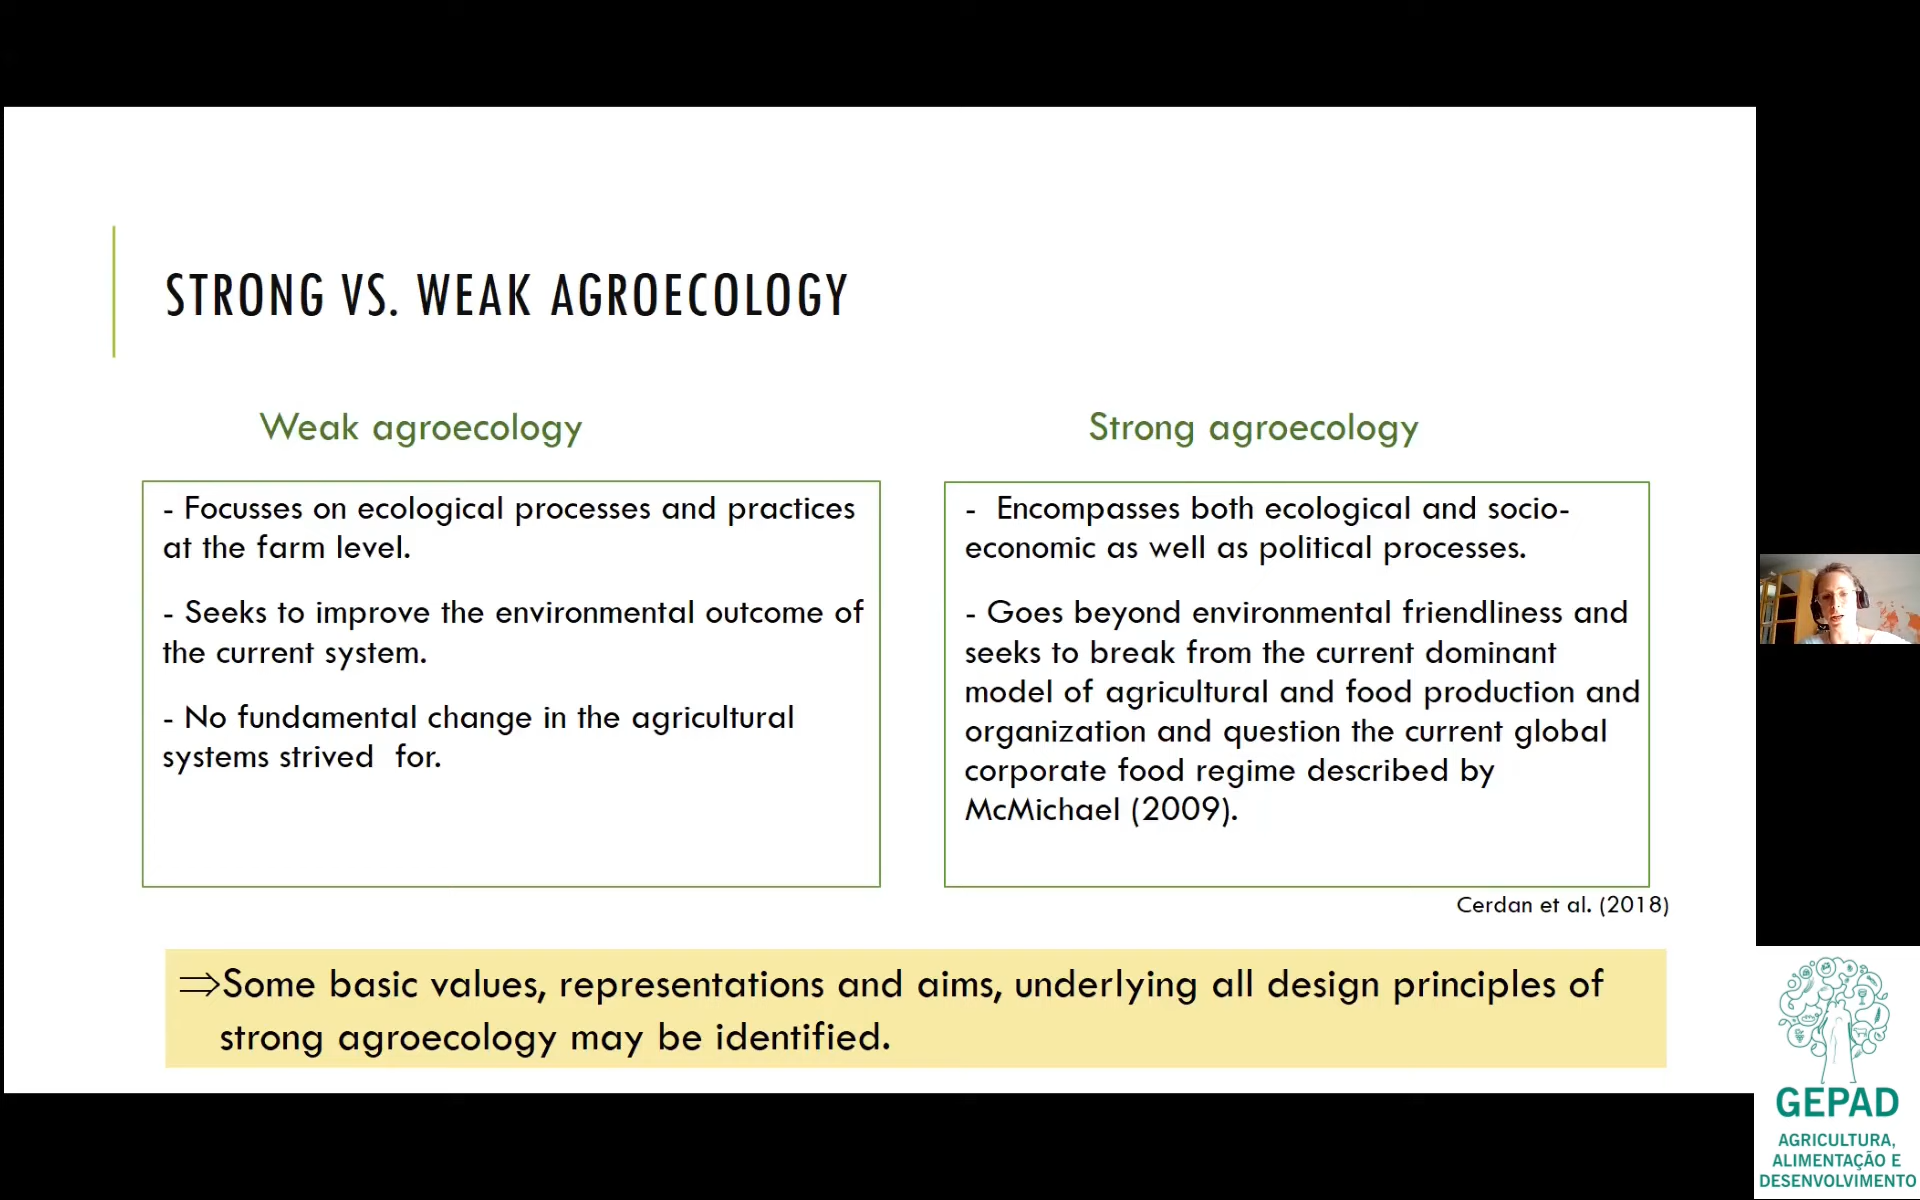 STRONG VS. WEAK AGROECOLOGY
Weak agroecology
- Focusses on ecological processes and practices
at the farm level.
- Seeks to improve the environmental outcome of
the current system.
- No fundamental change in the agricultural
systems strived  for.
Strong agroecology
-  Encompasses both ecological and socio-
economic as well as political processes.
- Goes beyond environmental friendliness and
seeks to break from the current dominant
model of agricultural and food production and
organization and question the current global
corporate food regime described by
McMichael (2009).
Cerdan et al. (2018)
⇒Some basic values, representations and aims, underlying all design principles of
strong agroecology may be identified.
GEPAD
AGRICULTURA,
ALIMENTAÇÃO E
DESENVOLVIMENTO